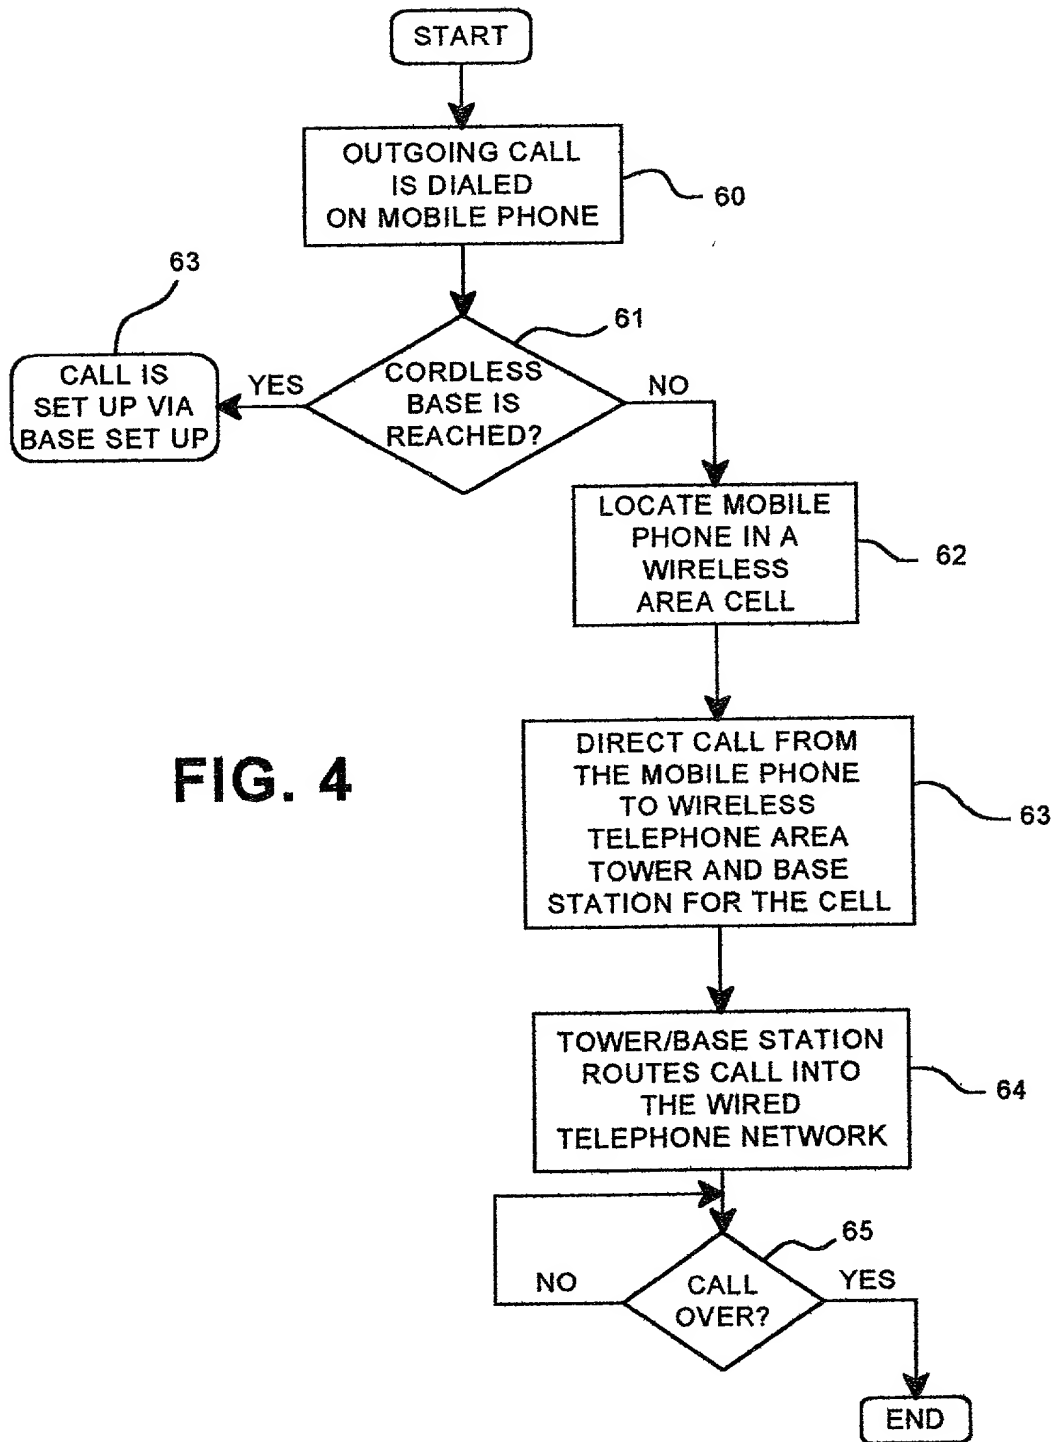 START
OUTGOING CALL
IS DIALED
ON MOBILE PHONE
60
63
61
CALL IS
SET UP VIA
BASE SET UP
YES
CORDLESS
BASE IS
REACHED?
NO
LOCATE MOBILE
PHONE IN A
WIRELESS
AREA CELL
62
FIG. 4
DIRECT CALL FROM
THE MOBILE PHONE
TO WIRELESS
TELEPHONE AREA
TOWER AND BASE
STATION FOR THE CELL
63
TOWER/BASE STATION
ROUTES CALL INTO
THE WIRED
TELEPHONE NETWORK
64
65
NO
CALL
OVER?
YES
END